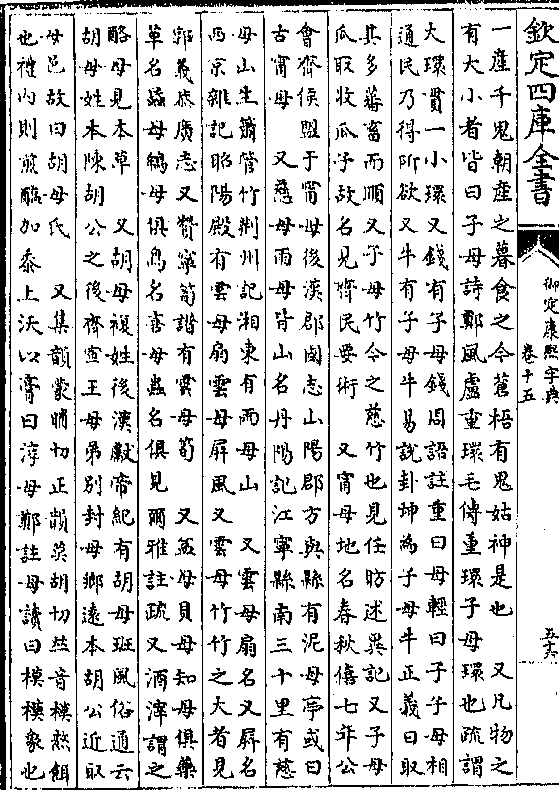 欽定四庫全書
御定康熙字典
卷十五
五十六
一產千鬼朝產之暮食之今蒼梧有鬼姑神是也 又凡物之
有大小者皆曰子母詩鄭風盧重環毛傳重環子母環也疏謂
大環貫一小環又錢有子母錢周語註重曰母輕曰子子母相
通民乃得所欲又牛有子母牛易說卦坤為子母牛正義曰取
其多蕃畜而順又子母竹今之慈竹也見任昉述異記又子母
瓜取收瓜子故名見齊民要術 又甯母地名春秋僖七年公
會齊侯盟于甯母後漢郡國志山陽郡方與縣有泥母亭或曰
古甯母 又慈母雨母皆山名丹陽記江寧縣南三十里有慈
母山生簫管竹荆州記湘東有雨母山 又雲母扇名又屏名
西京雜記昭陽殿有雲母扇雲母屏風又雲母竹竹之大者見
郭義恭廣志又贊寧筍譜有雲母筍 又母貝母知母俱藥
草名蟁母母俱鳥名喜母蟲名俱見爾雅註疏又酒滓謂之
酪母見本草 又胡母複姓後漢獻帝紀有胡母班風俗通云
胡母姓本陳胡公之後齊宣王母弟別封母鄉遠本胡公近取
母邑故曰胡母氏 又集韻蒙晡切正韻莫胡切𠀤音模熬餌
也禮內則煎醢加黍上沃以膏曰淳母鄭註母讀曰模模象也